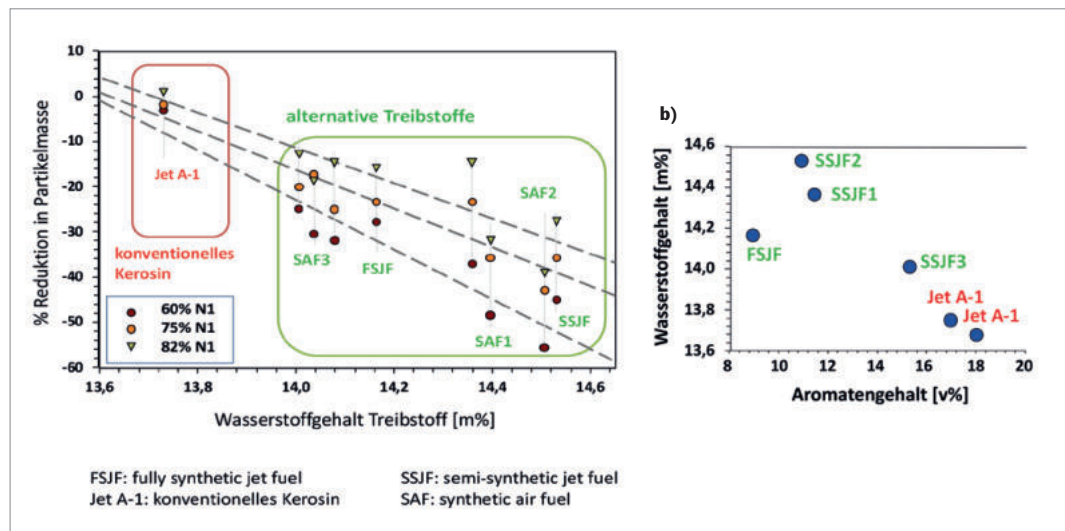 10
0
-10
-20
-30
-40
-50
-60
% Reduktion in Partikelmasse
Jet A-1
konventionelles
Kerosin
alternative Treibstoffe
SAF3
FSJF
SAF2
SAF1
SSJF
60% N1
75% N1
82% N1
13,6 13,8 14,0 14,2 14,4 14,6
Wasserstoffgehalt Treibstoff [m%]
b)
14,6
14,4
14,2
14,0
13,8
13,6
Wasserstoffgehalt [m%]
SSJF2
SSJF1
FSJF
SSJF3
Jet A-1
Jet A-1
8 10 12 14 16 18 20
Aromatengehalt [v%]
FSJF: fully synthetic jet fuel SSJF: semi-synthetic jet fuel
Jet A-1: konventionelles Kerosin SAF: synthetic air fuel